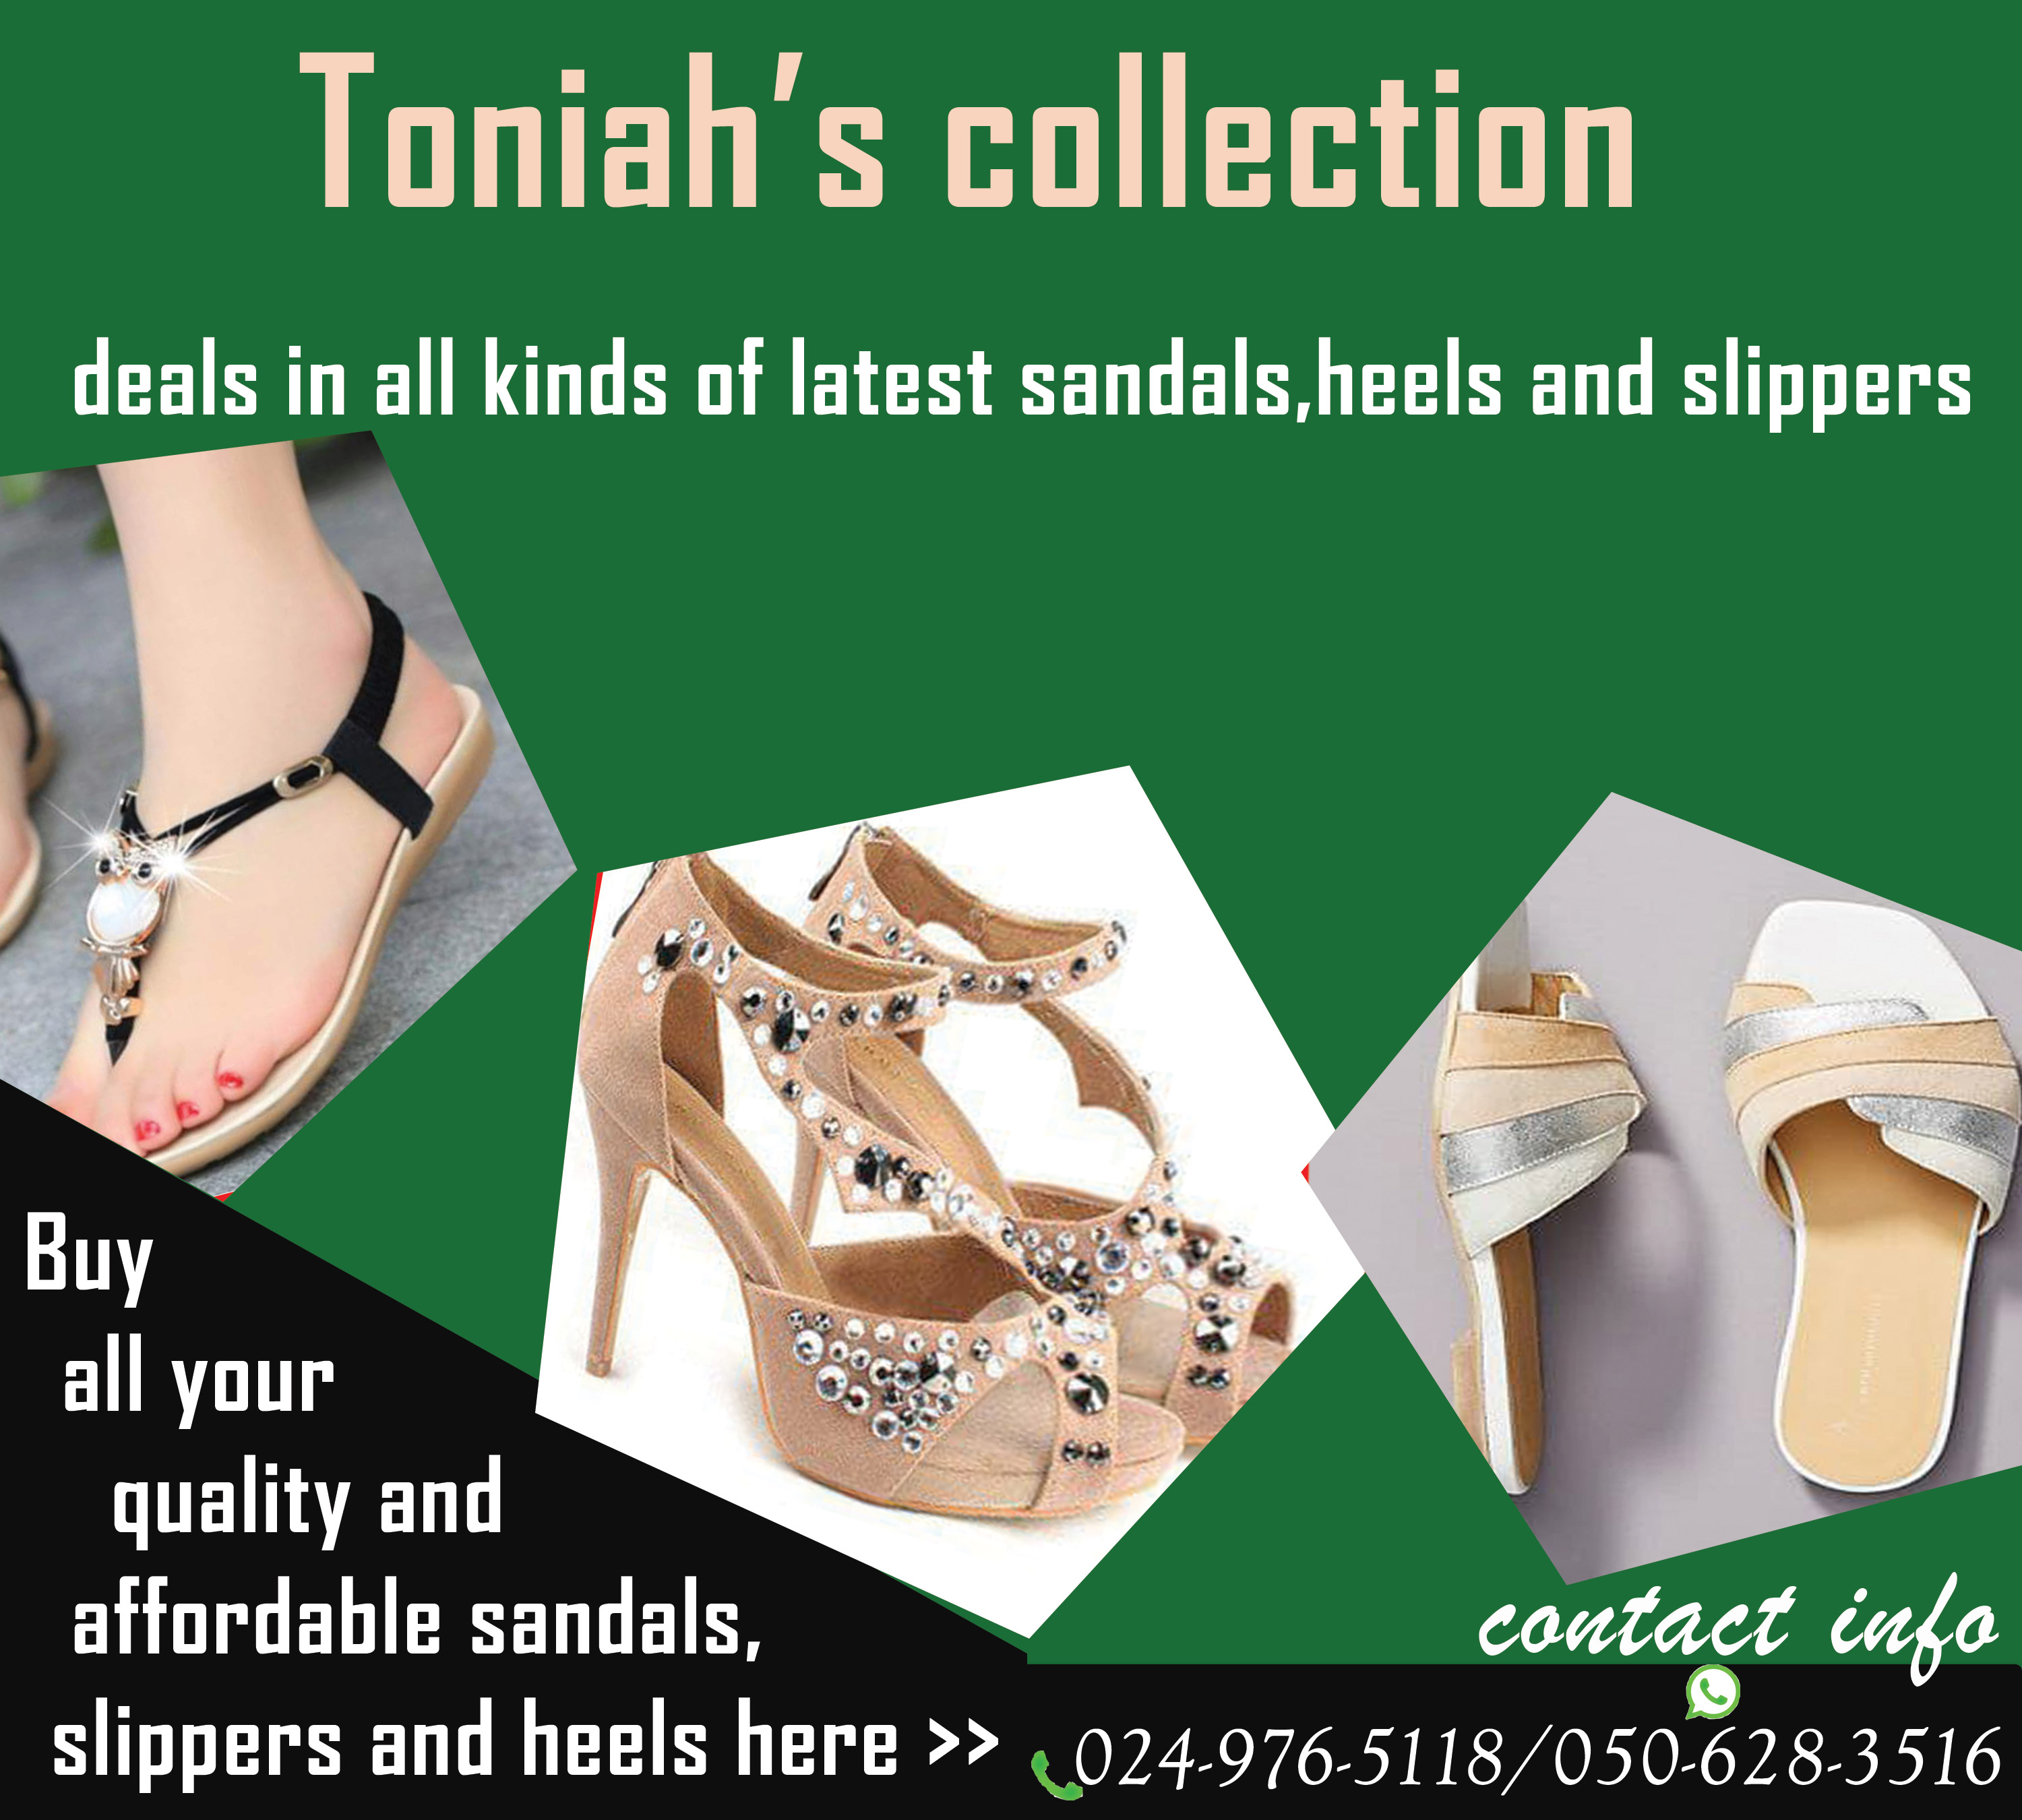 Toniah's collection
deals in all kinds of latest sandals,heels and slippers
Buy
all your
quality and
affordable sandals,
slippers and heels here >>
contact info
024-976-5118/050-628-3516